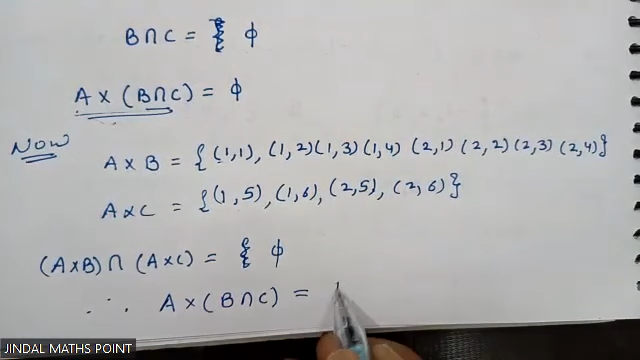 B∩C = ϕ
A × (B∩C) = ϕ
Now
A × B = {(1,1), (1,2)(1,3)(1,4) (2,1) (2,2)(2,3) (2,4)}
A×C = {(1,5), (1,6), (2,5), (2,6)}
(A×B)∩(A×C) = { ϕ
∴ A×(B∩C) =
JINDAL MATHS POINT